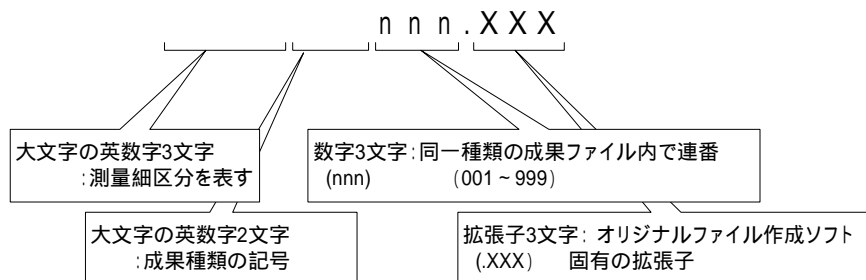 nnn.XXX
大文字の英数字3文字
:測量細区分を表す
数字3文字:同一種類の成果ファイル内で連番
(nnn) (001~999)
大文字の英数字2文字
:成果種類の記号
拡張子3文字: オリジナルファイル作成ソフト
(.XXX) 固有の拡張子